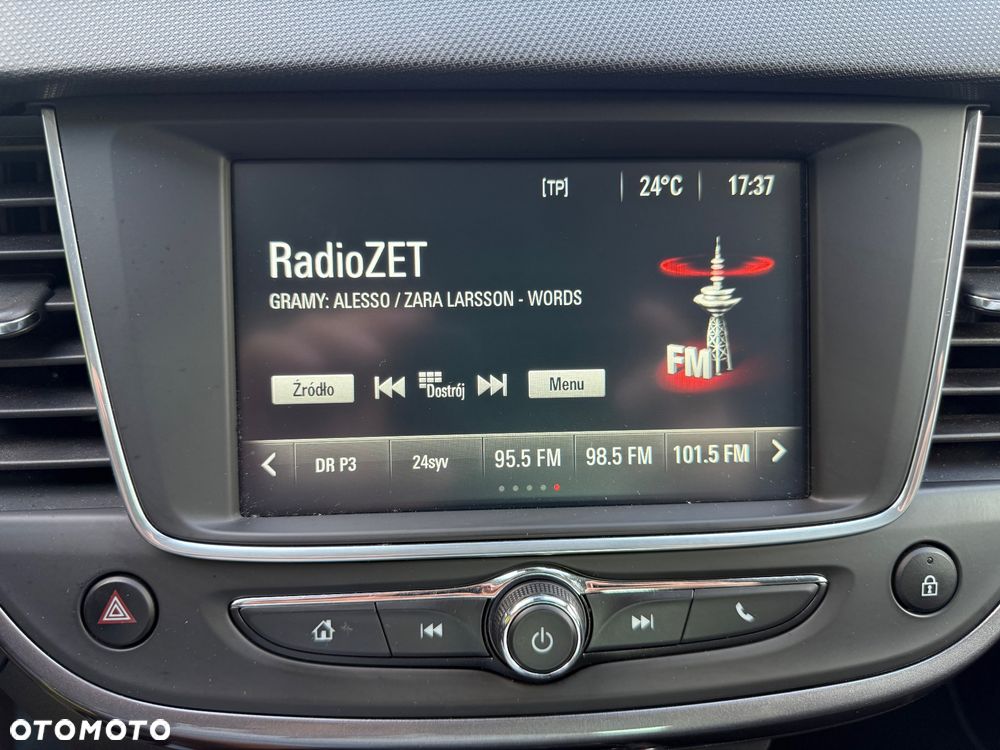 [TP] 24°C 17:37
RadioZET
GRAMY: ALESSO / ZARA LARSSON - WORDS
FM
Źródło Dostrój Menu
DR P3 24syv 95.5 FM 98.5 FM 101.5 FM
OTOMOTO